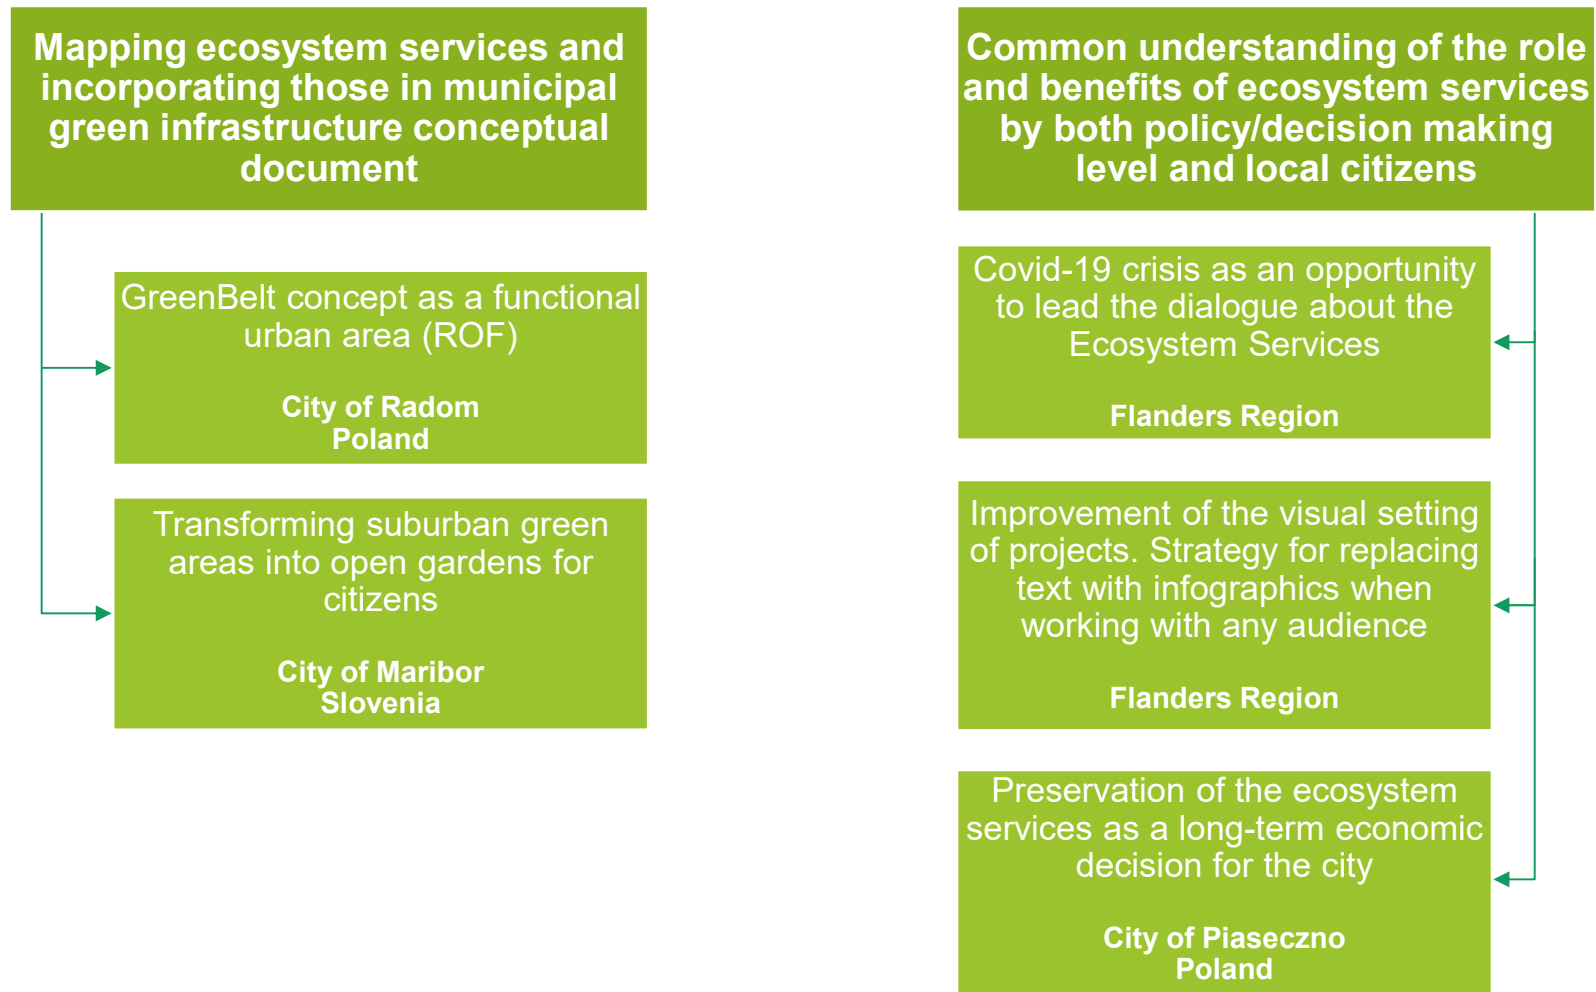 Mapping ecosystem services and
incorporating those in municipal
green infrastructure conceptual
document
GreenBelt concept as a functional
urban area (ROF)
City of Radom
Poland
Transforming suburban green
areas into open gardens for
citizens
City of Maribor
Slovenia
Common understanding of the role
and benefits of ecosystem services
by both policy/decision making
level and local citizens
Covid-19 crisis as an opportunity
to lead the dialogue about the
Ecosystem Services
Flanders Region
Improvement of the visual setting
of projects. Strategy for replacing
text with infographics when
working with any audience
Flanders Region
Preservation of the ecosystem
services as a long-term economic
decision for the city
City of Piaseczno
Poland